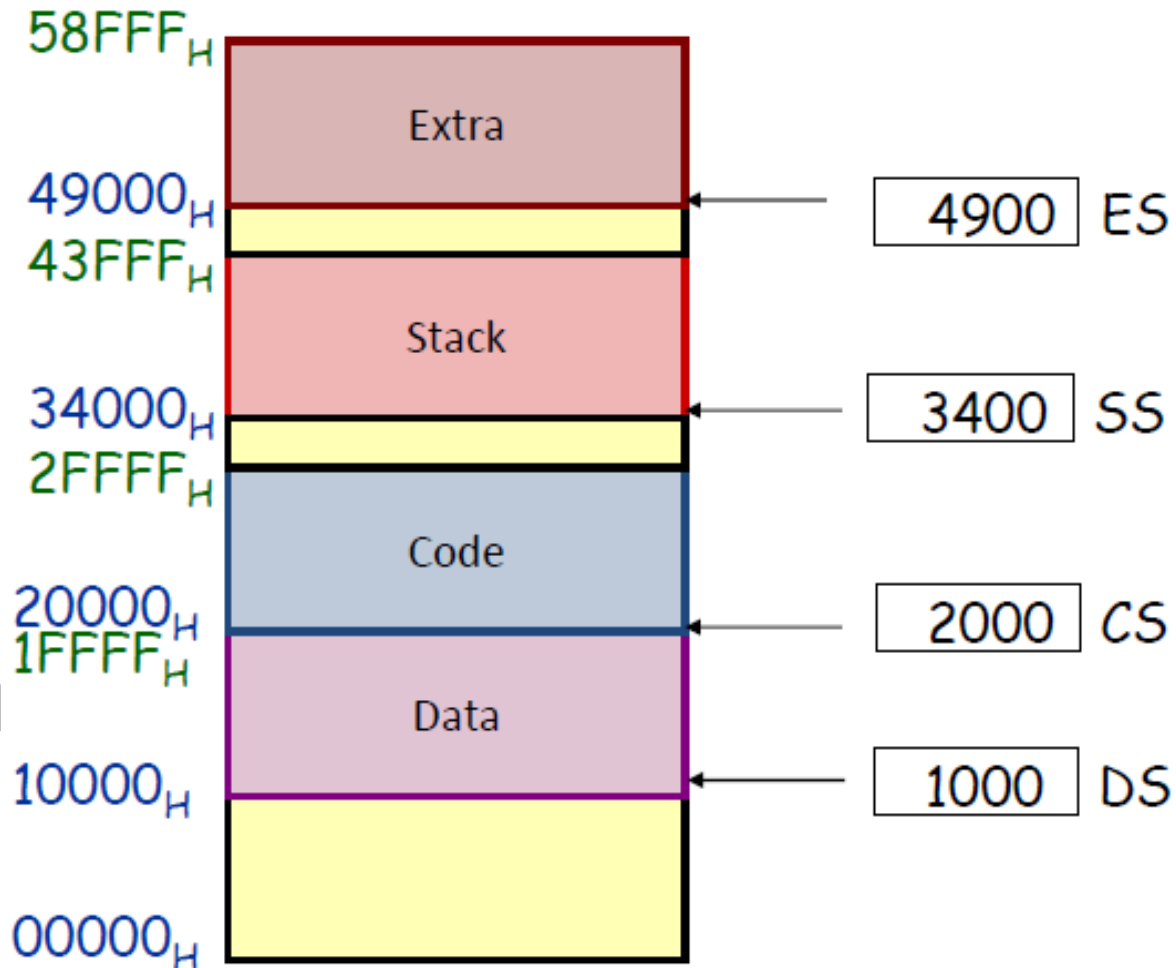 58FFFH
Extra
49000H
4900 ES
43FFFH
Stack
34000H
3400 SS
2FFFFH
Code
20000H
2000 CS
1FFFFH
Data
10000H
1000 DS
00000H